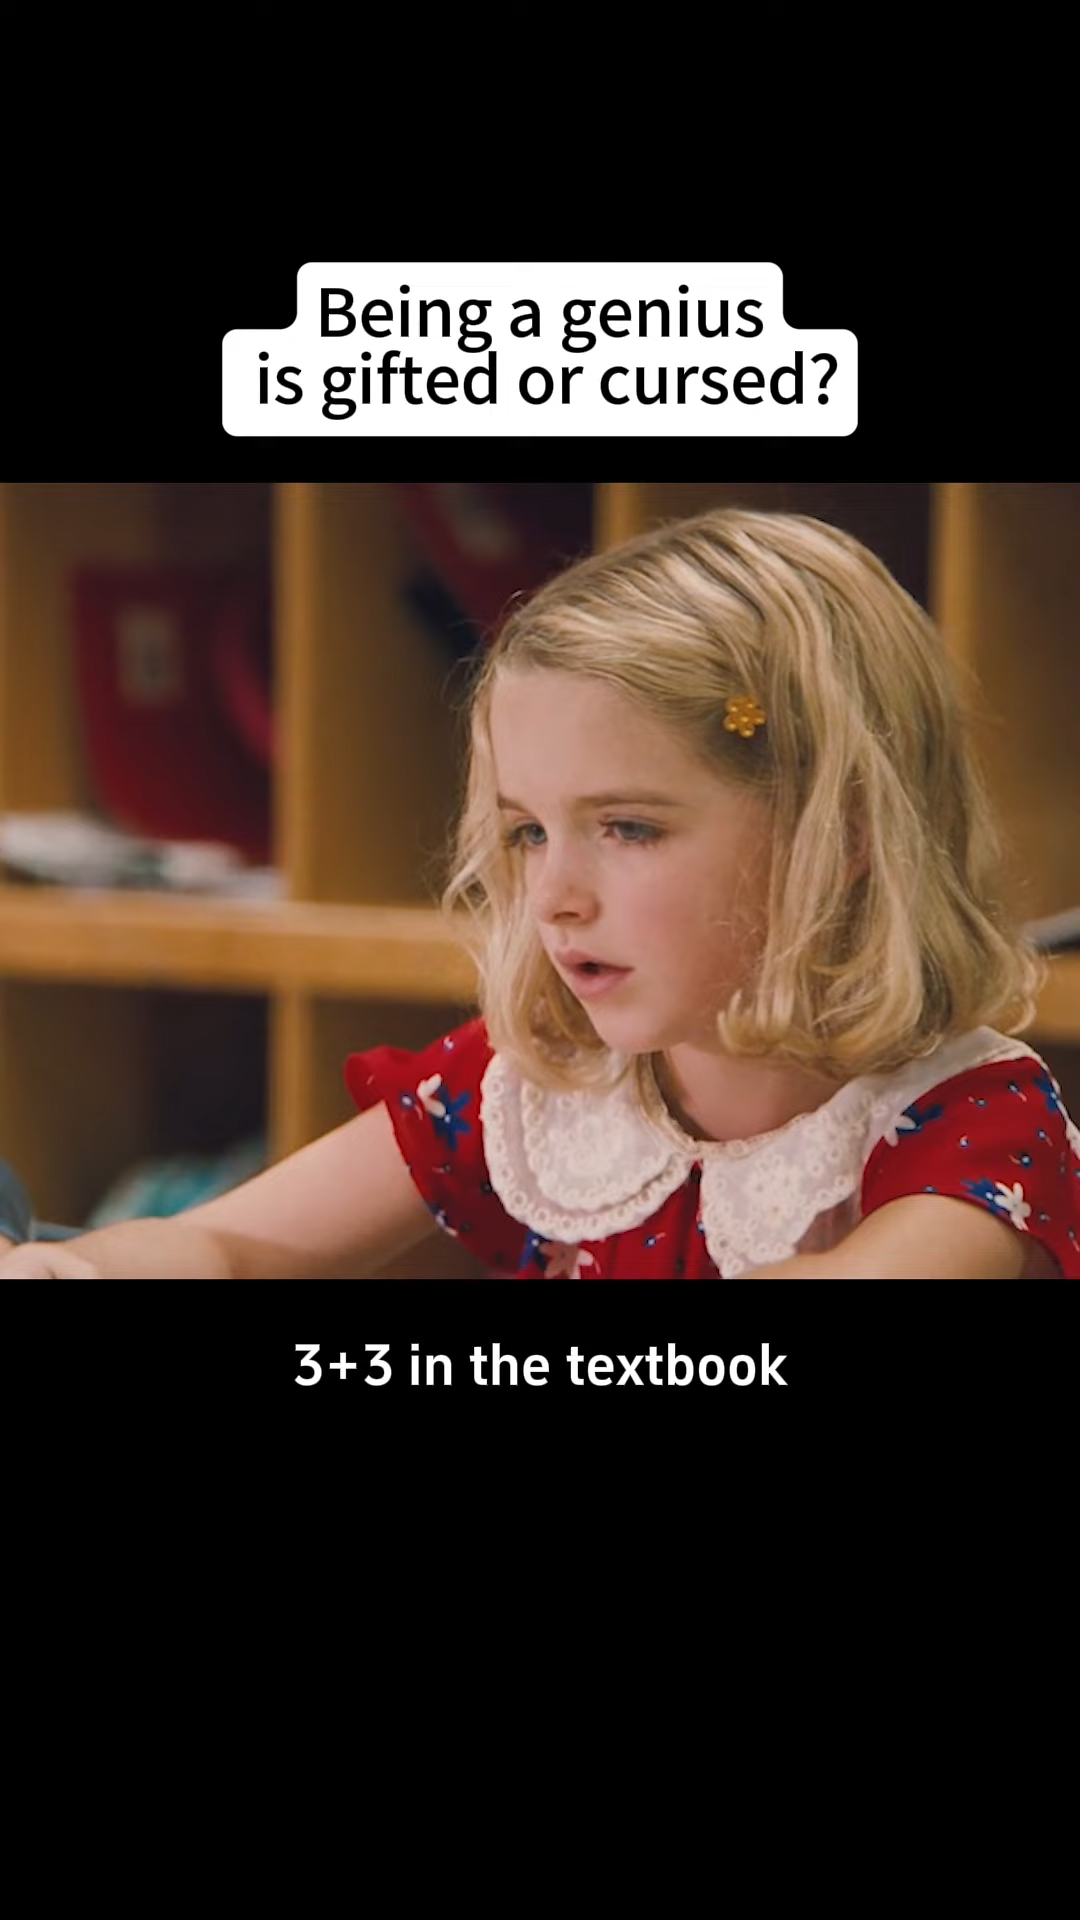 Being a genius
is gifted or cursed?
3+3 in the textbook